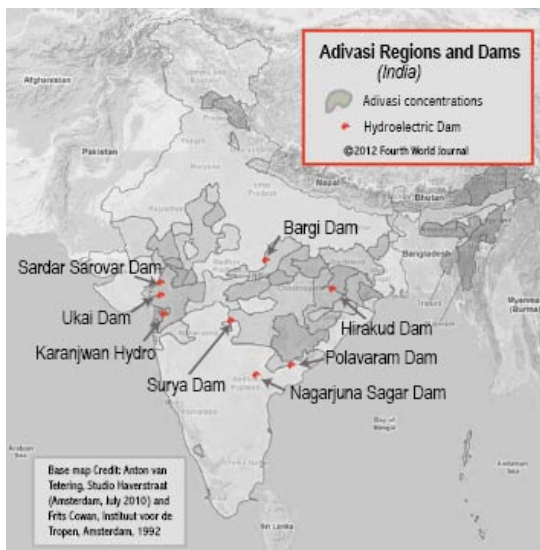 Adivasi Regions and Dams
(India)
Adivasi concentrations
Hydroelectric Dam
©2012 Fourth World Journal
Afghanistan
Pakistan
Nepal
Bhutan
Bangladesh
Myanmar
(Burma)
Bargi Dam
Sardar Sarovar Dam
Ukai Dam
Karanjwan Hydro
Surya Dam
Hirakud Dam
Polavaram Dam
Nagarjuna Sagar Dam
Bay of
Bengal
Andaman
Sea
Sri Lanka
Base map Credit: Anton van
Tetering, Studio Haverstraat
(Amsterdam, July 2010) and
Frits Cowan, Instituut voor de
Tropen, Amsterdam, 1992